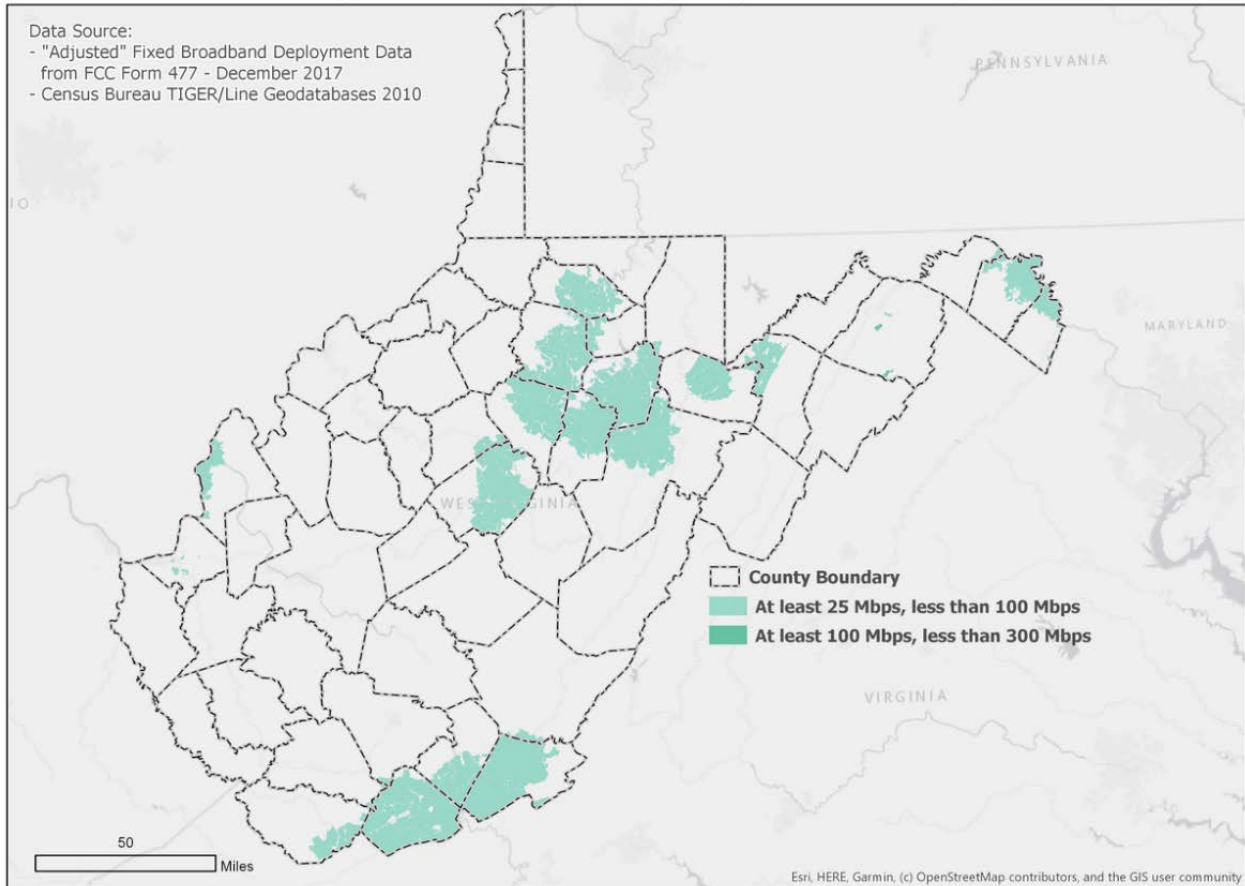 Data Source:
- "Adjusted" Fixed Broadband Deployment Data
from FCC Form 477 - December 2017
- Census Bureau TIGER/Line Geodatabases 2010
PENNSYLVANIA
IO
MARYLAND
WEST VIRGINIA
County Boundary
At least 25 Mbps, less than 100 Mbps
At least 100 Mbps, less than 300 Mbps
VIRGINIA
50
Miles
Esri, HERE, Garmin, (c) OpenStreetMap contributors, and the GIS user community